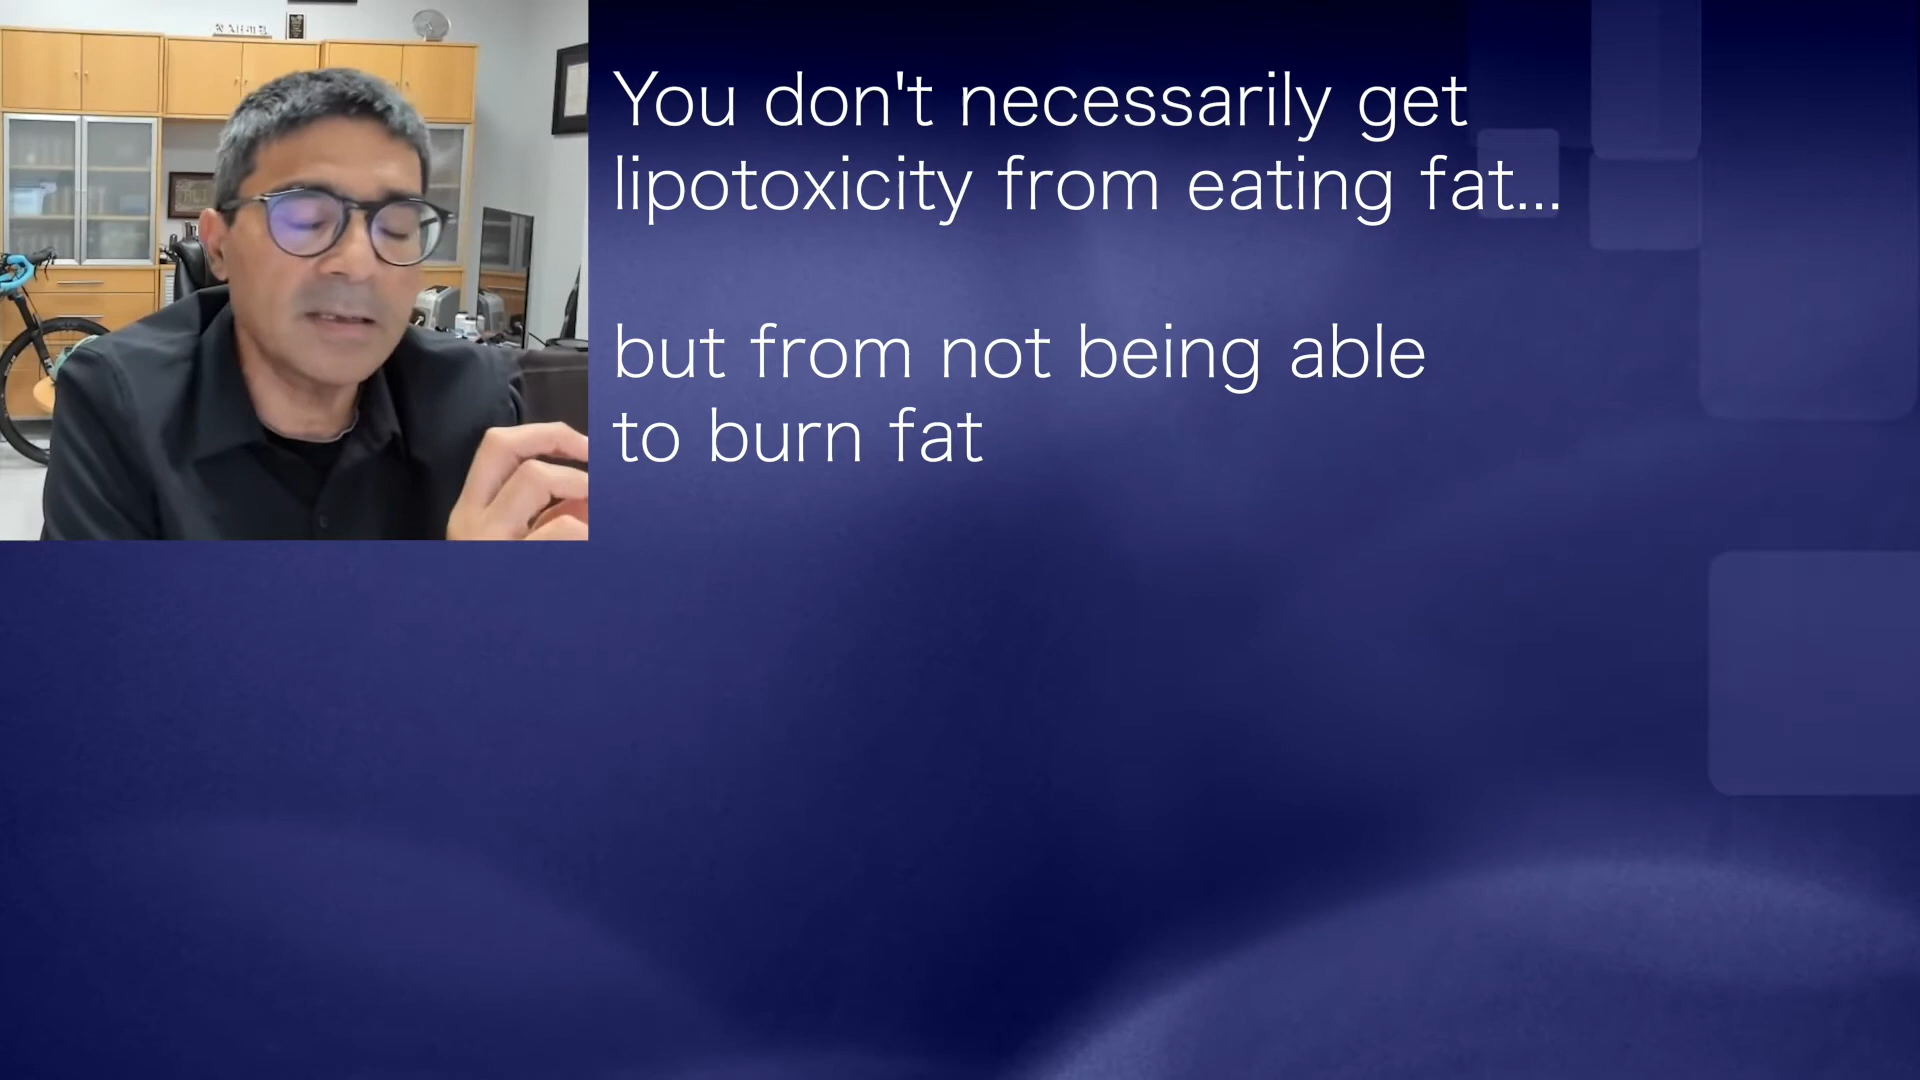 You don't necessarily get
lipotoxicity from eating fat...
but from not being able
to burn fat